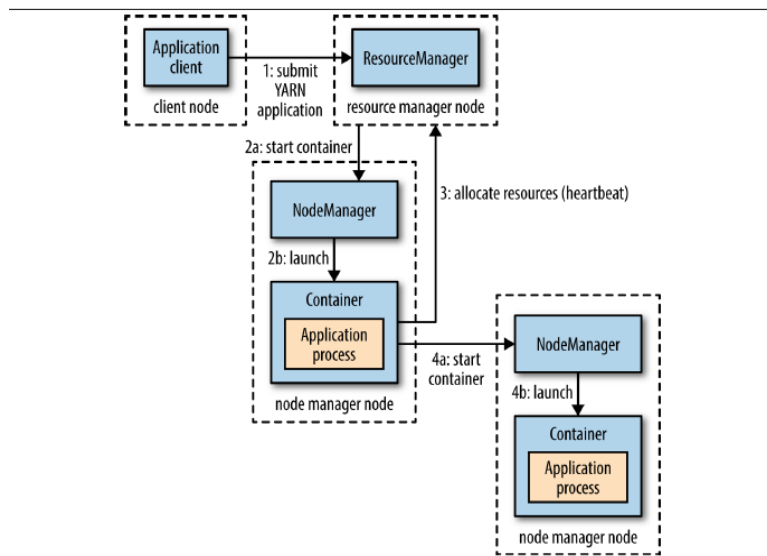 Application
client
client node
1: submit
YARN
application
ResourceManager
resource manager node
2a: start container
NodeManager
2b: launch
Container
Application
process
node manager node
3: allocate resources (heartbeat)
4a: start
container
NodeManager
4b: launch
Container
Application
process
node manager node